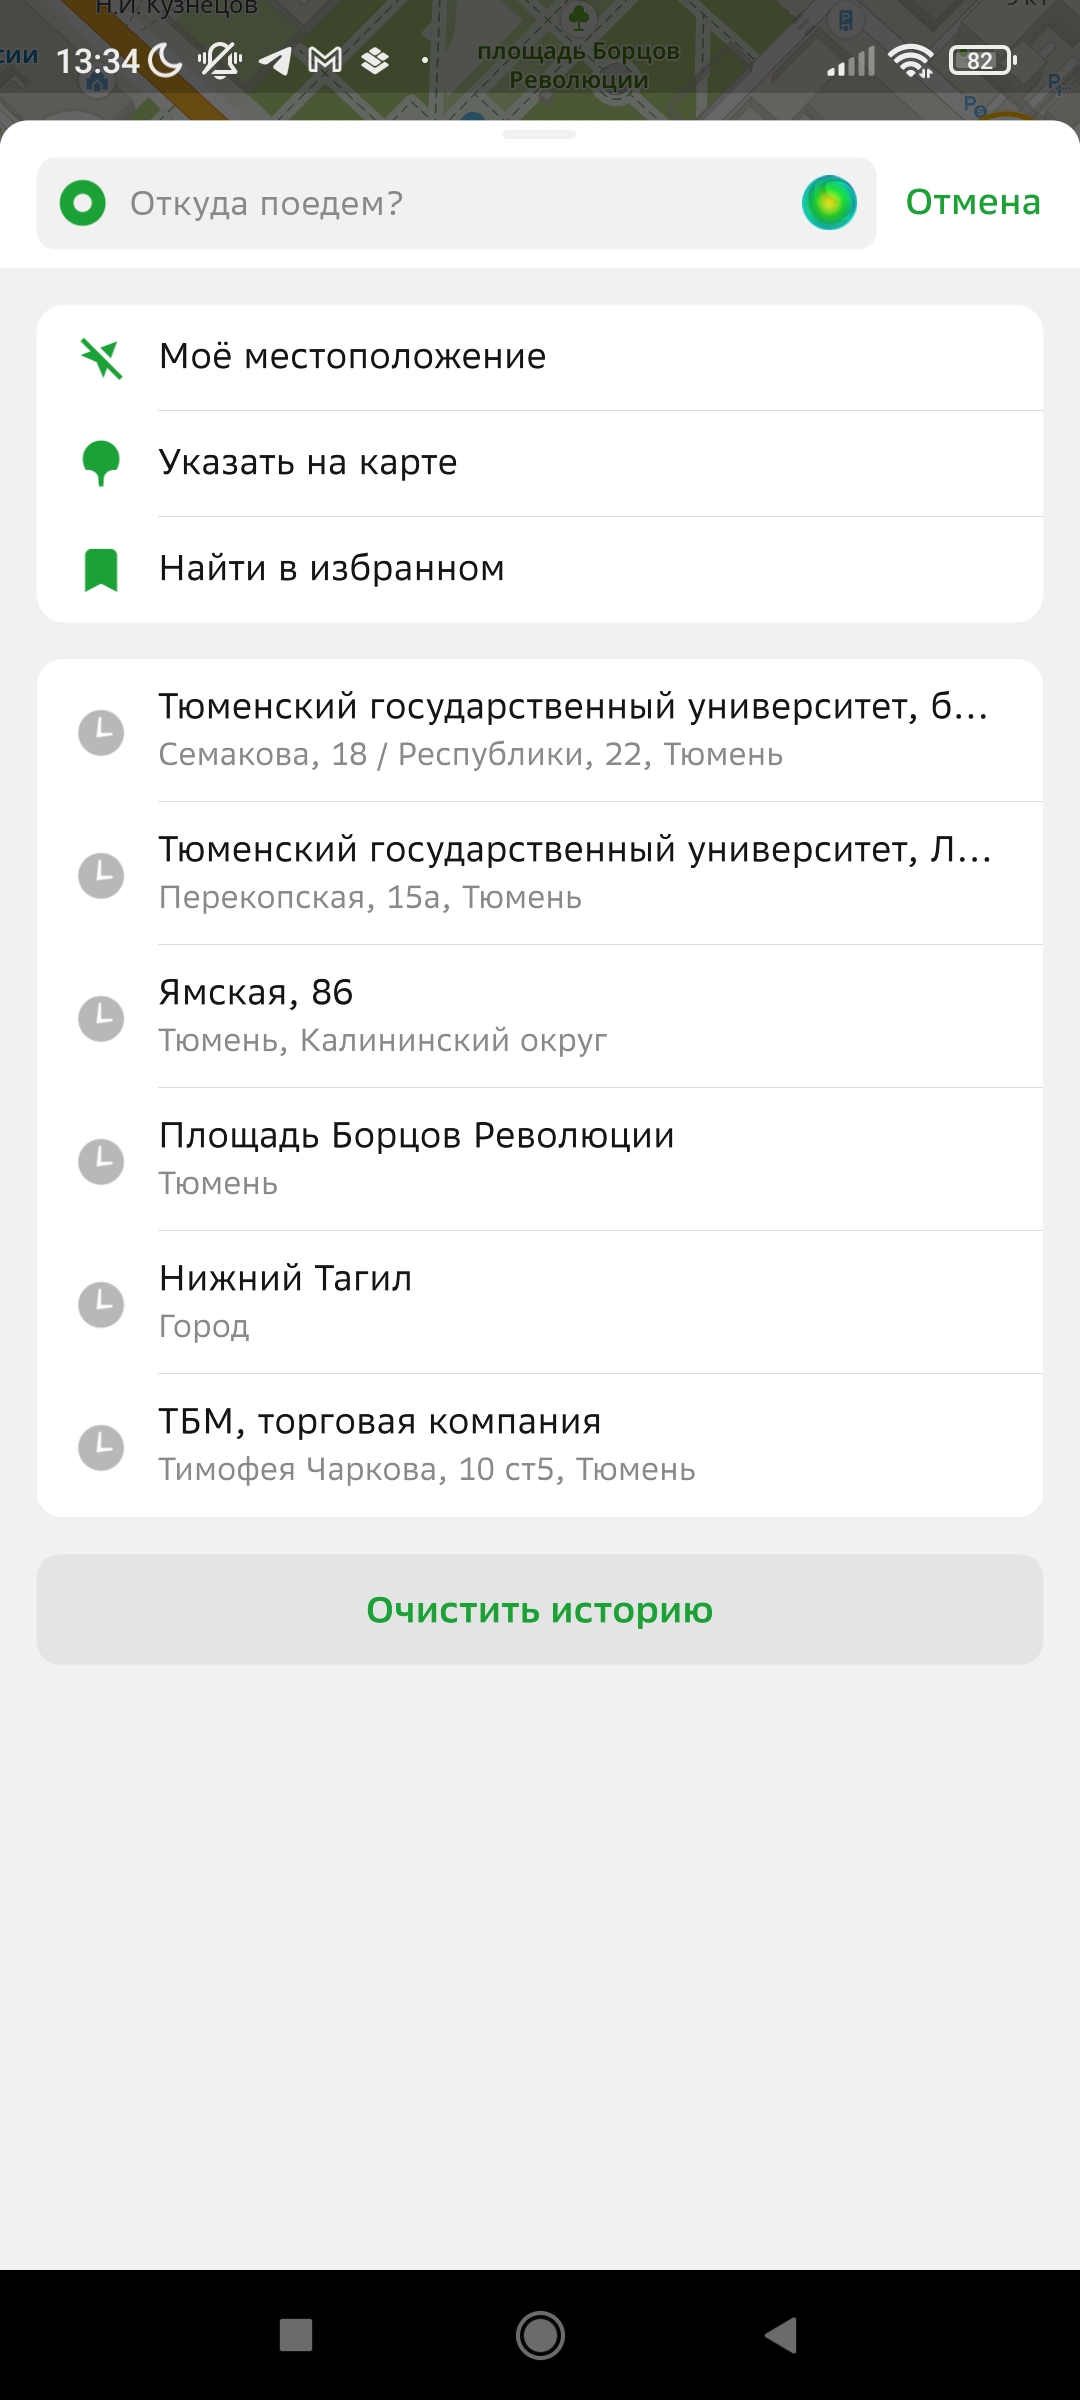 Н.И. Кузнецов
сии
13:34
площадь Борцов
Революции
82
Откуда поедем?
Отмена
Моё местоположение
Указать на карте
Найти в избранном
Тюменский государственный университет, б...
Семакова, 18 / Республики, 22, Тюмень
Тюменский государственный университет, Л...
Перекопская, 15а, Тюмень
Ямская, 86
Тюмень, Калининский округ
Площадь Борцов Революции
Тюмень
Нижний Тагил
Город
ТБМ, торговая компания
Тимофея Чаркова, 10 ст5, Тюмень
Очистить историю